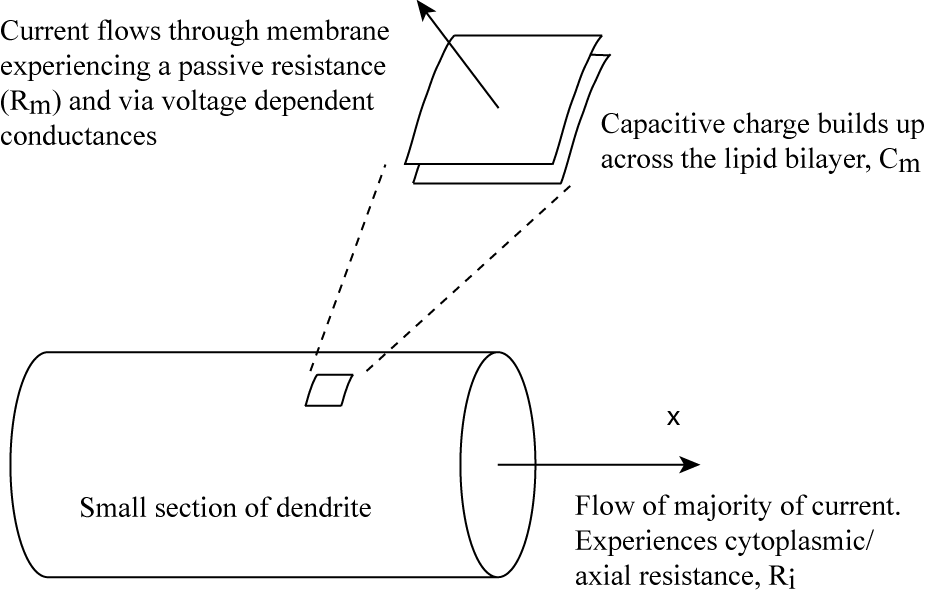 Current flows through membrane
experiencing a passive resistance
(Rm) and via voltage dependent
conductances
Capacitive charge builds up
across the lipid bilayer, Cm
x
Small section of dendrite
Flow of majority of current.
Experiences cytoplasmic/
axial resistance, Ri